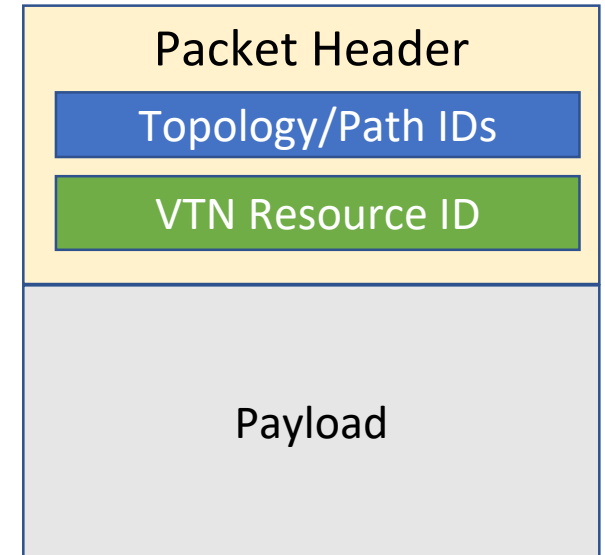 Packet Header
Topology/Path IDs
VTN Resource ID
Payload